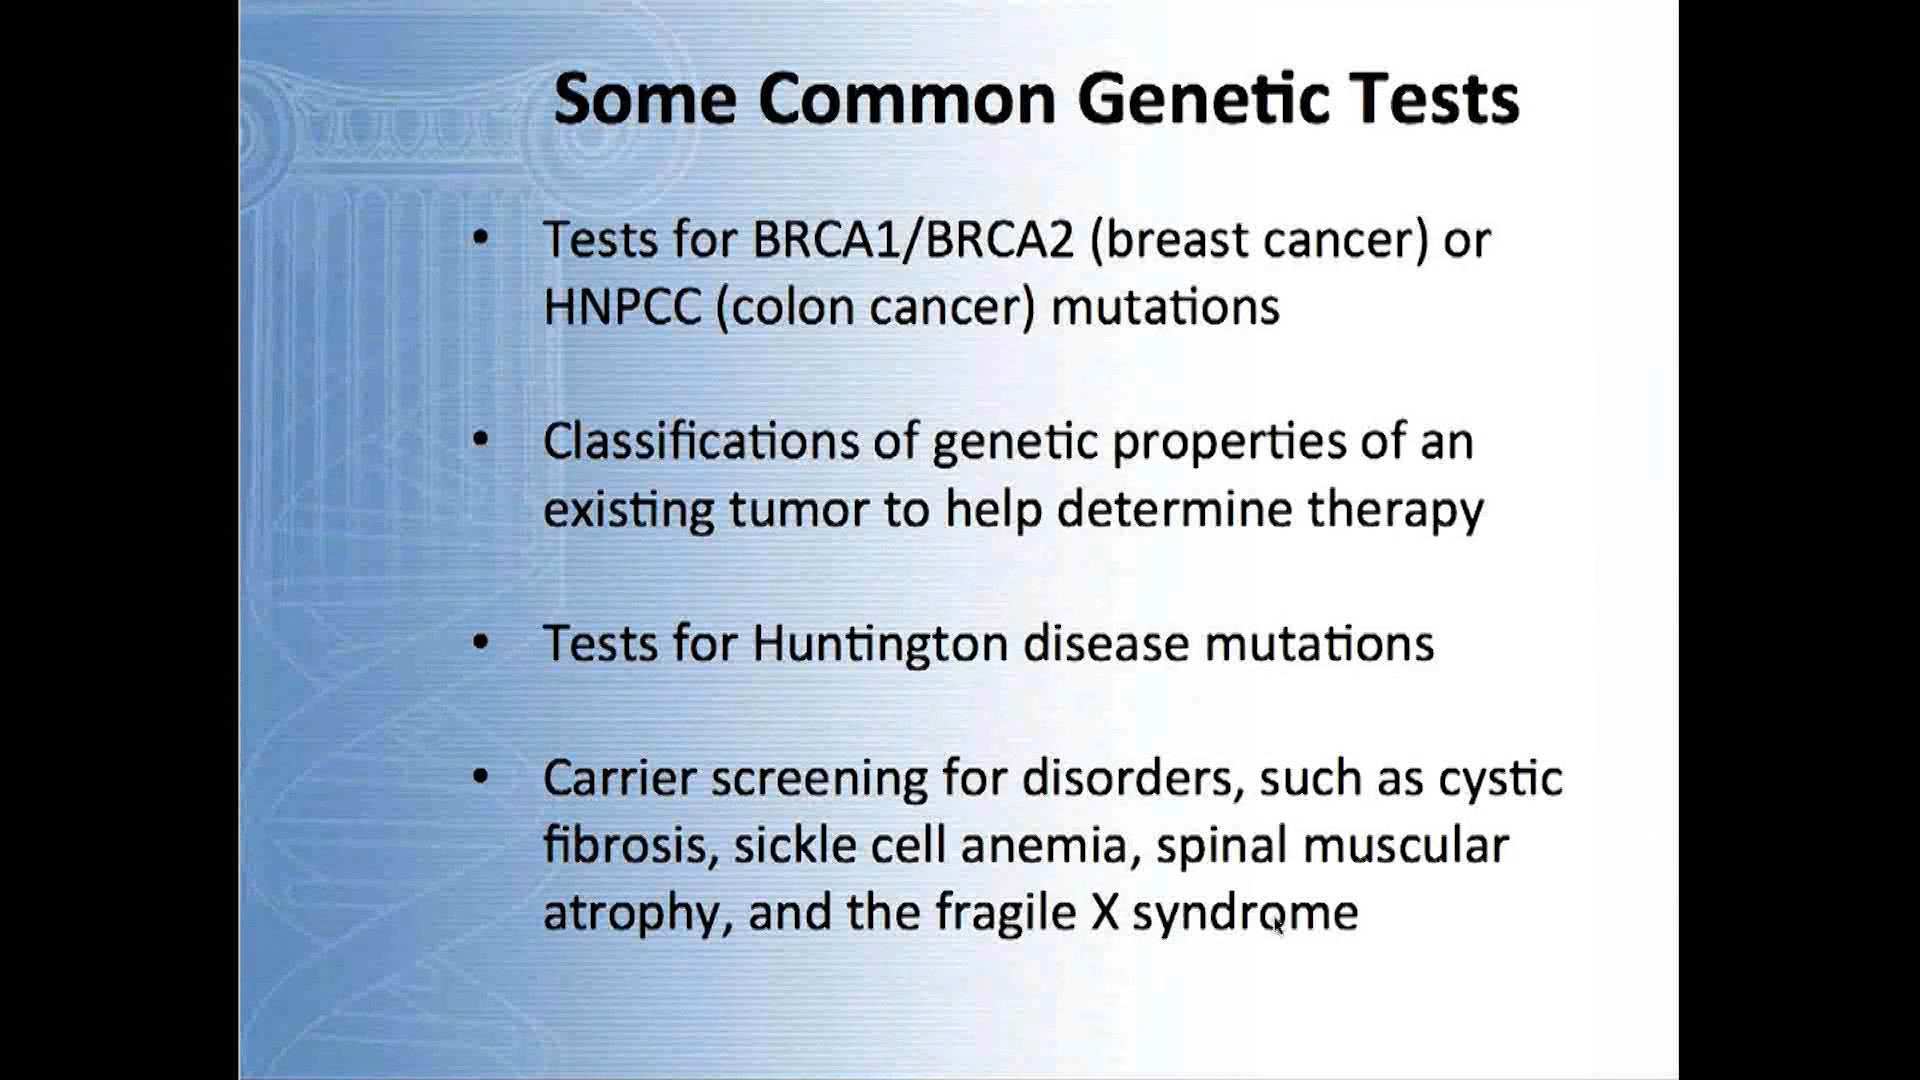 Some Common Genetic Tests
• Tests for BRCA1/BRCA2 (breast cancer) or
HNPCC (colon cancer) mutations
• Classifications of genetic properties of an
existing tumor to help determine therapy
• Tests for Huntington disease mutations
• Carrier screening for disorders, such as cystic
fibrosis, sickle cell anemia, spinal muscular
atrophy, and the fragile X syndrome